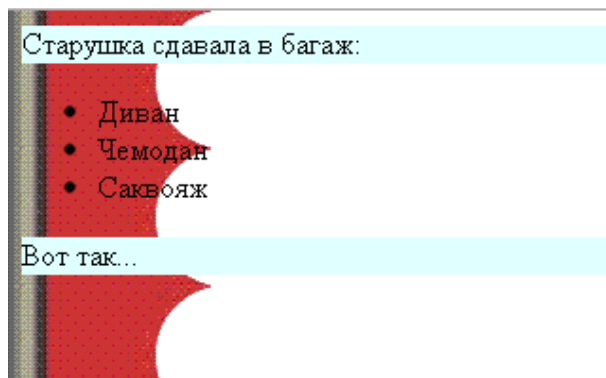 Старушка сдавала в багаж:
• Диван
• Чемодан
• Саквояж
Вот так...